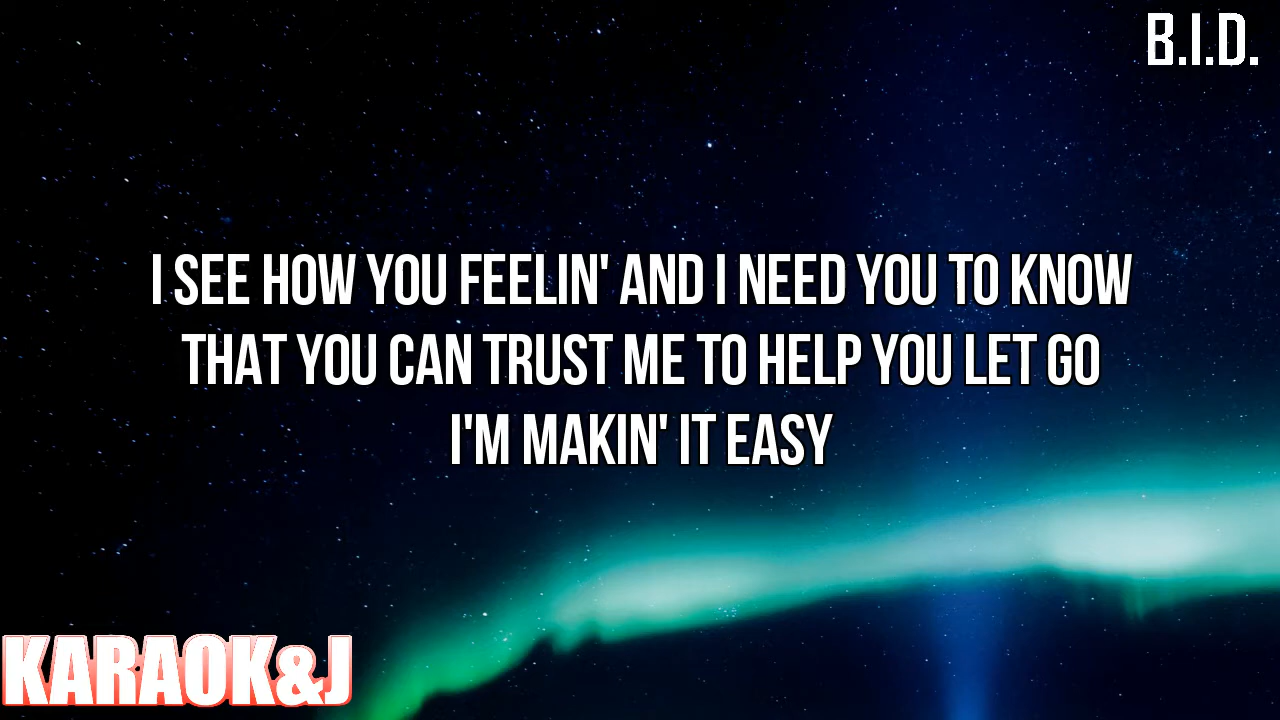 B.I.D.
I SEE HOW YOU FEELIN' AND I NEED YOU TO KNOW
THAT YOU CAN TRUST ME TO HELP YOU LET GO
I'M MAKIN' IT EASY
KARAOK&J